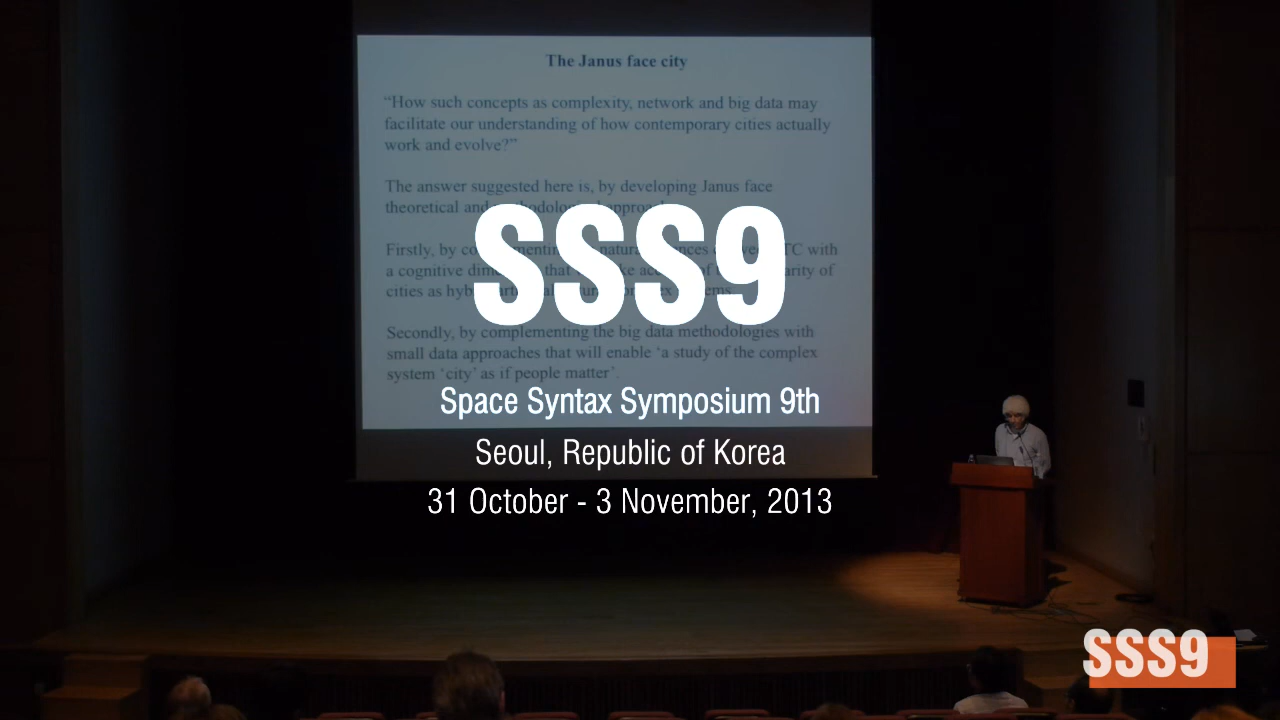 The Janus face city
“How such concepts as complexity, network and big data may
facilitate our understanding of how contemporary cities actually
work and evolve?”
The answer suggested here is, by developing Janus face
theoretical and
Firstly, by with
a cognitive that of
cities as
SSS9
Secondly, by complementing the big data methodologies with
small data approaches that will enable ‘a study of the complex
system ‘city’ as if people matter’.
Space Syntax Symposium 9th
Seoul, Republic of Korea
31 October - 3 November, 2013
SSS9